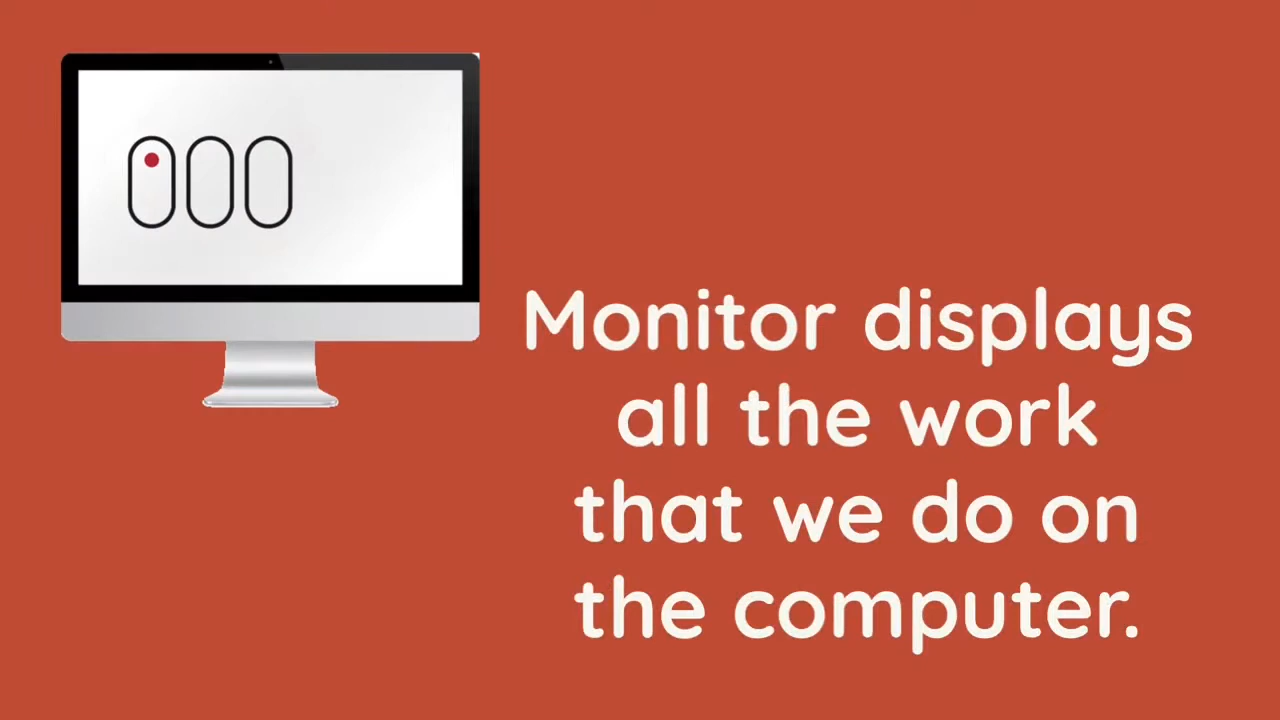 Monitor displays
all the work
that we do on
the computer.